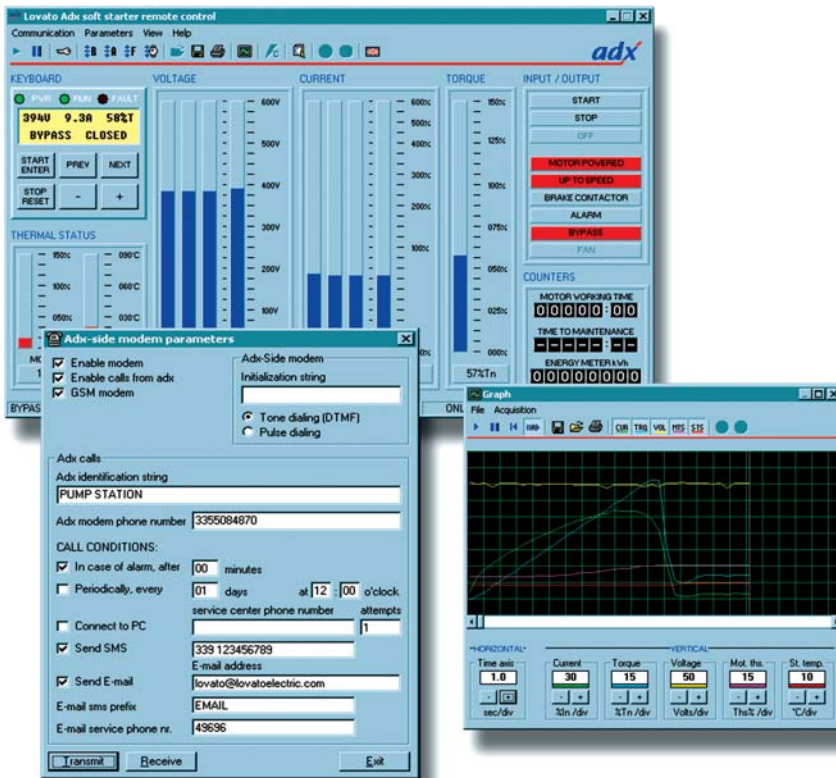 Lovato Adx soft starter remote control
Communication Parameters View Help
adx
KEYBOARD
PWR RUN FAULT
394V 9.3A 58%T
BYPASS CLOSED
START ENTER PREV NEXT
STOP RESET - +
THERMAL STATUS
150% 090°C
100% 060°C
050% 030°C
VOLTAGE
600V
500V
400V
300V
200V
100V
CURRENT
600%
500%
400%
300%
200%
100%
TORQUE
150%
125%
100%
075%
050%
025%
000%
57%Tn
INPUT / OUTPUT
START
STOP
OFF
MOTOR POWERED
UP TO SPEED
BRAKE CONTACTOR
ALARM
BYPASS
FAN
COUNTERS
MOTOR WORKING TIME
00000:00
TIME TO MAINTENANCE
-----:--
ENERGY METER kWh
0000000
Adx-side modem parameters
Enable modem
Enable calls from adx
GSM modem
Adx-Side modem
Initialization string
Tone dialing (DTMF)
Pulse dialing
Adx calls
Adx identification string
PUMP STATION
Adx modem phone number 3355084870
CALL CONDITIONS:
In case of alarm, after 00 minutes
Periodically, every 01 days at 12 : 00 o'clock
service center phone number attempts
Connect to PC 1
Send SMS 339 123456789
E-mail address
Send E-mail lovato@lovatoelectric.com
E-mail sms prefix EMAIL
E-mail service phone nr. 49696
Transmit Receive Exit
Graph
File Acquisition
CUR TRQ VOL MTS STS
HORIZONTAL VERTICAL
Time axis Current Torque Voltage Mot. ths. St. temp.
1.0 30 15 50 15 10
- + - + - + - + - + - +
sec/div %In /div %Tn /div Volts/div Ths% /div °C/div